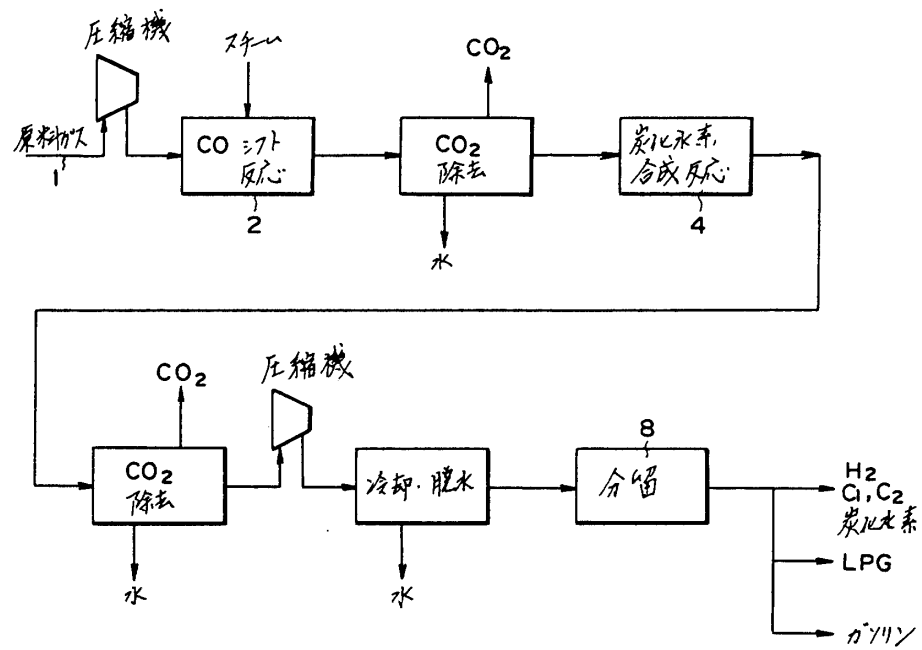 圧縮機
スチーム
CO2
原料ガス
1
CO シフト
反応
2
CO2
除去
水
炭化水素
合成反応
4
CO2
圧縮機
CO2
除去
水
冷却・脱水
水
8
分留
H2
C1,C2
炭化水素
LPG
ガソリン